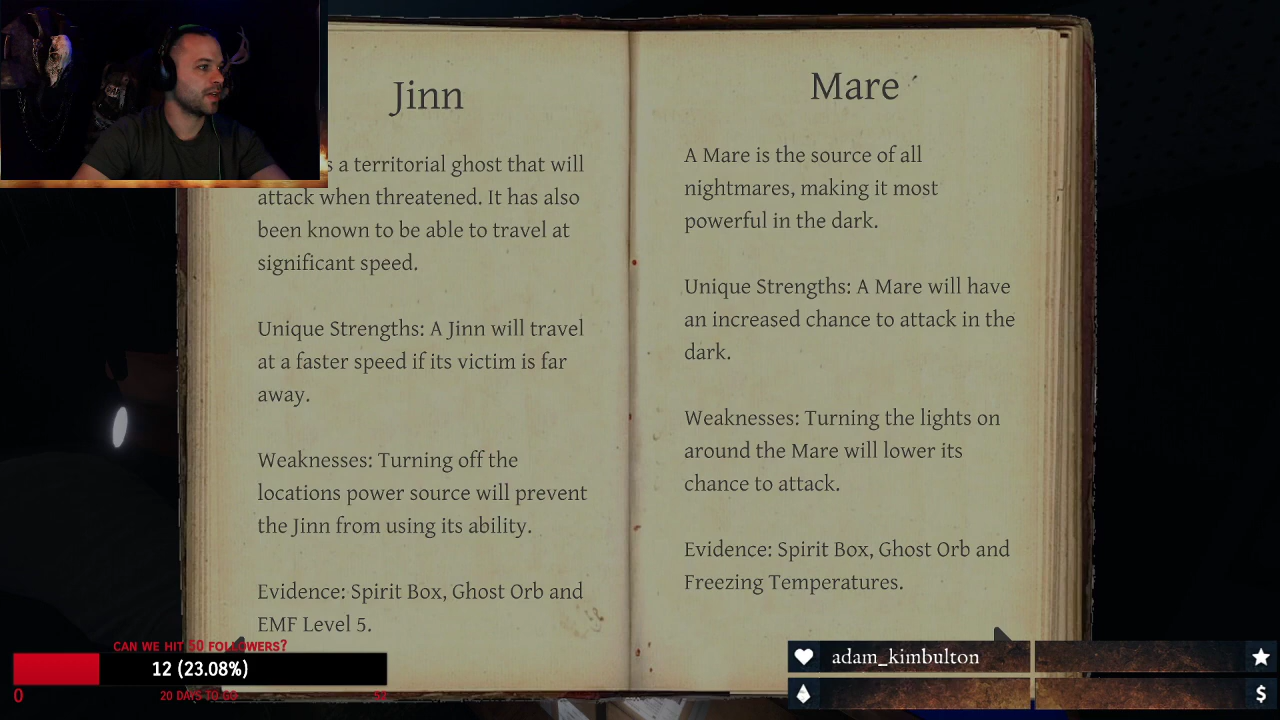 Jinn
s a territorial ghost that will
attack when threatened. It has also
been known to be able to travel at
significant speed.
Unique Strengths: A Jinn will travel
at a faster speed if its victim is far
away.
Weaknesses: Turning off the
locations power source will prevent
the Jinn from using its ability.
Evidence: Spirit Box, Ghost Orb and
EMF Level 5.
Mare
A Mare is the source of all
nightmares, making it most
powerful in the dark.
Unique Strengths: A Mare will have
an increased chance to attack in the
dark.
Weaknesses: Turning the lights on
around the Mare will lower its
chance to attack.
Evidence: Spirit Box, Ghost Orb and
Freezing Temperatures.
CAN WE HIT 50 FOLLOWERS?
12 (23.08%)
0 20 DAYS TO GO 52
adam_kimbulton
$